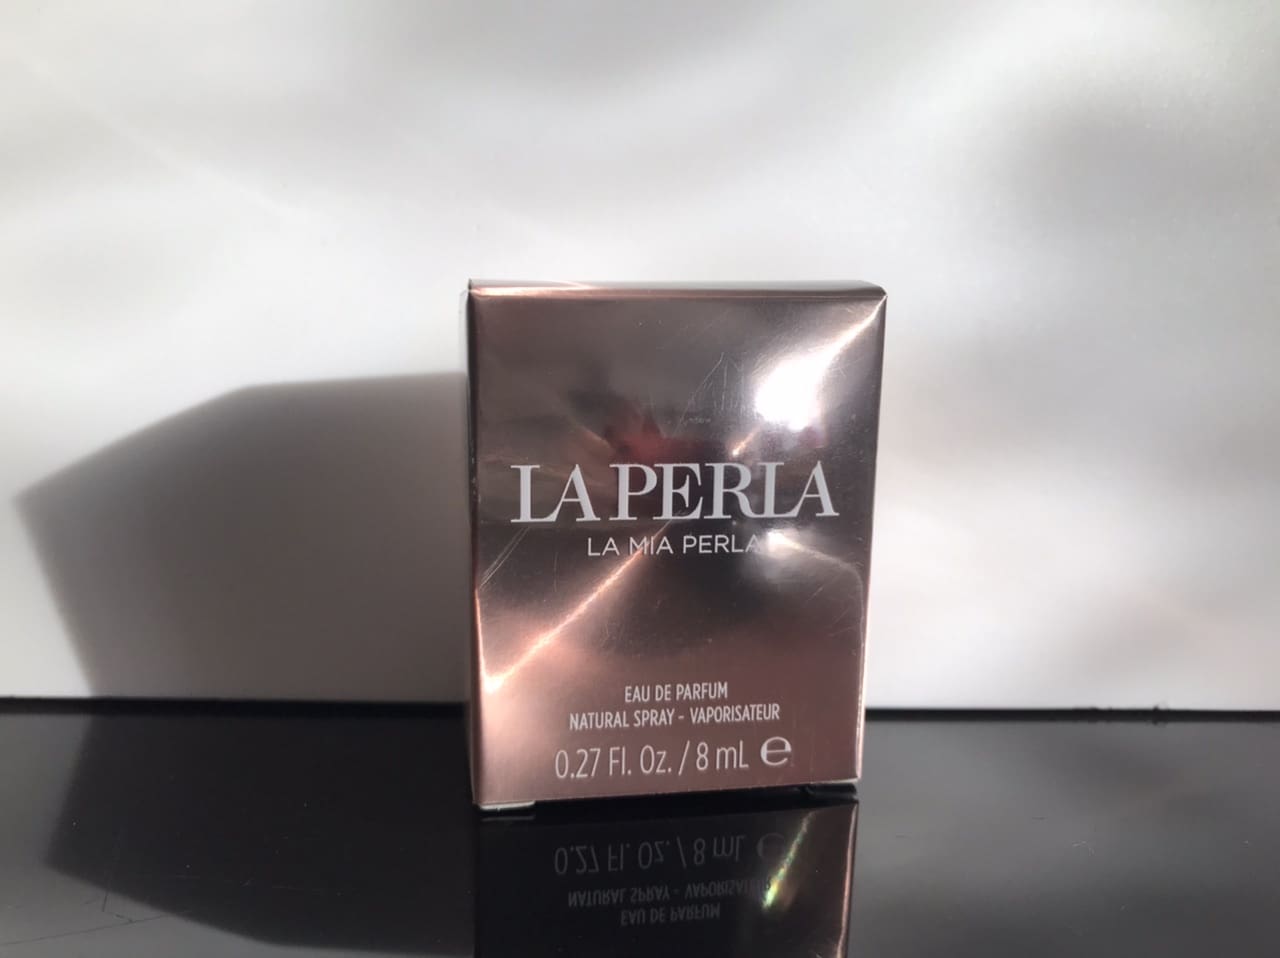 LA PERLA
LA MIA PERLA
EAU DE PARFUM
NATURAL SPRAY - VAPORISATEUR
0.27 Fl. Oz. / 8 mL ℮